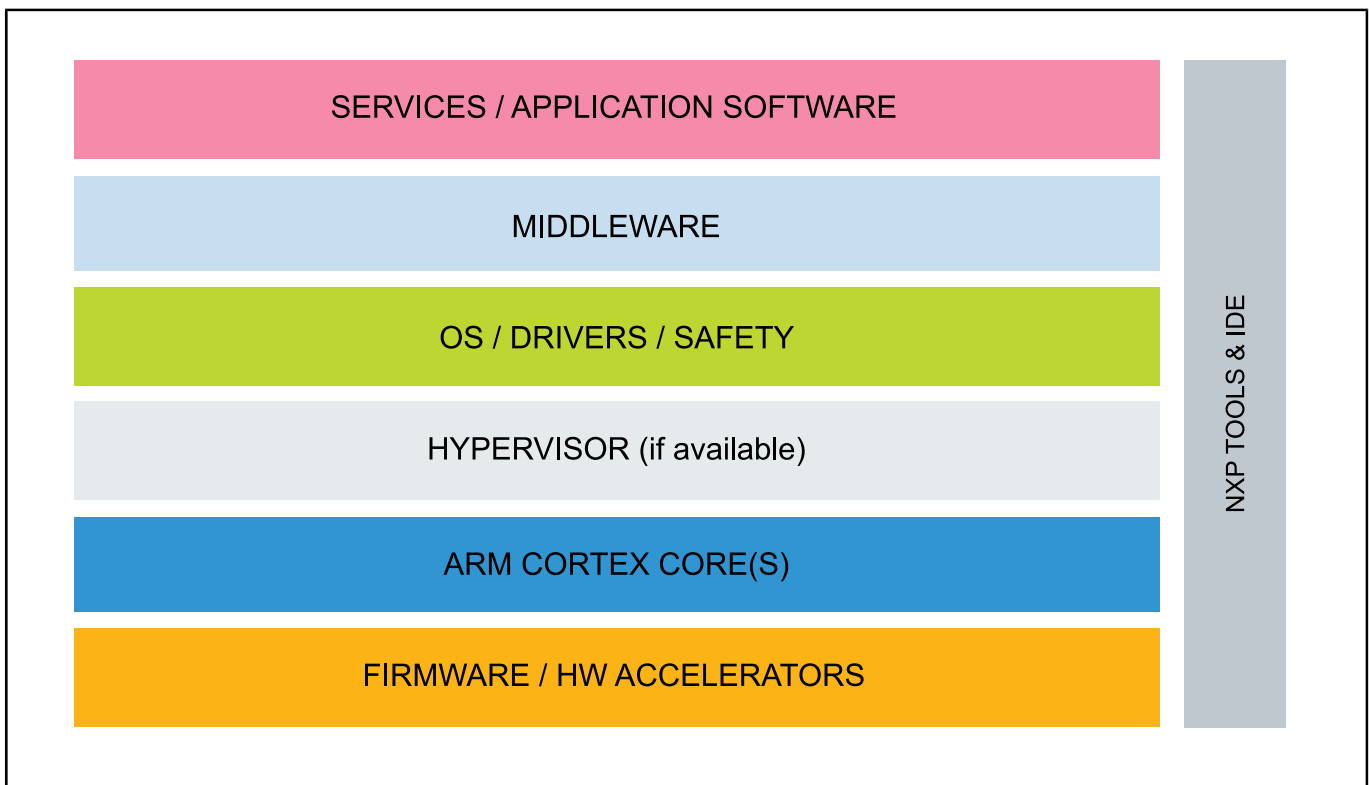 SERVICES / APPLICATION SOFTWARE
MIDDLEWARE
OS / DRIVERS / SAFETY
HYPERVISOR (if available)
ARM CORTEX CORE(S)
FIRMWARE / HW ACCELERATORS
NXP TOOLS & IDE